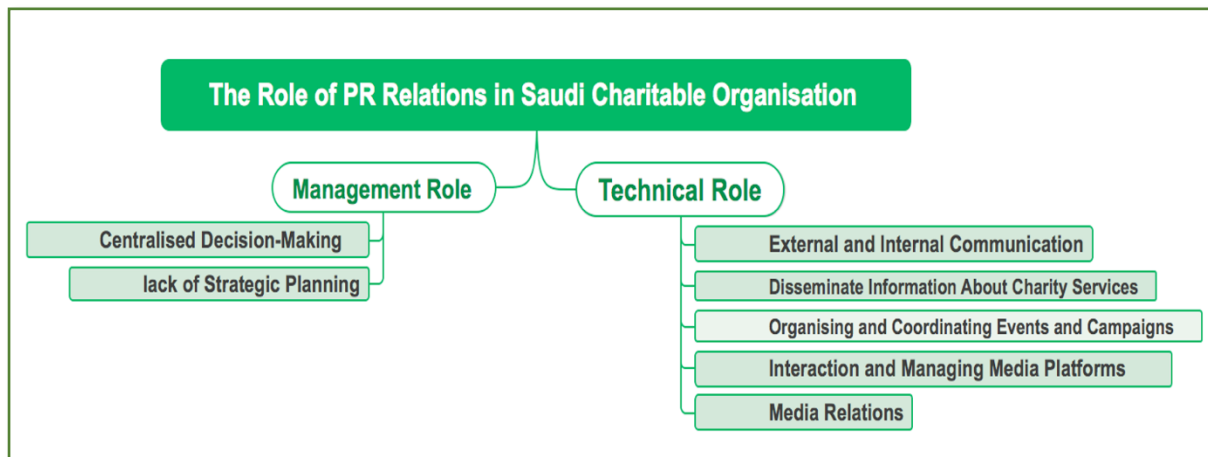 The Role of PR Relations in Saudi Charitable Organisation
Management Role
Centralised Decision-Making
lack of Strategic Planning
Technical Role
External and Internal Communication
Disseminate Information About Charity Services
Organising and Coordinating Events and Campaigns
Interaction and Managing Media Platforms
Media Relations